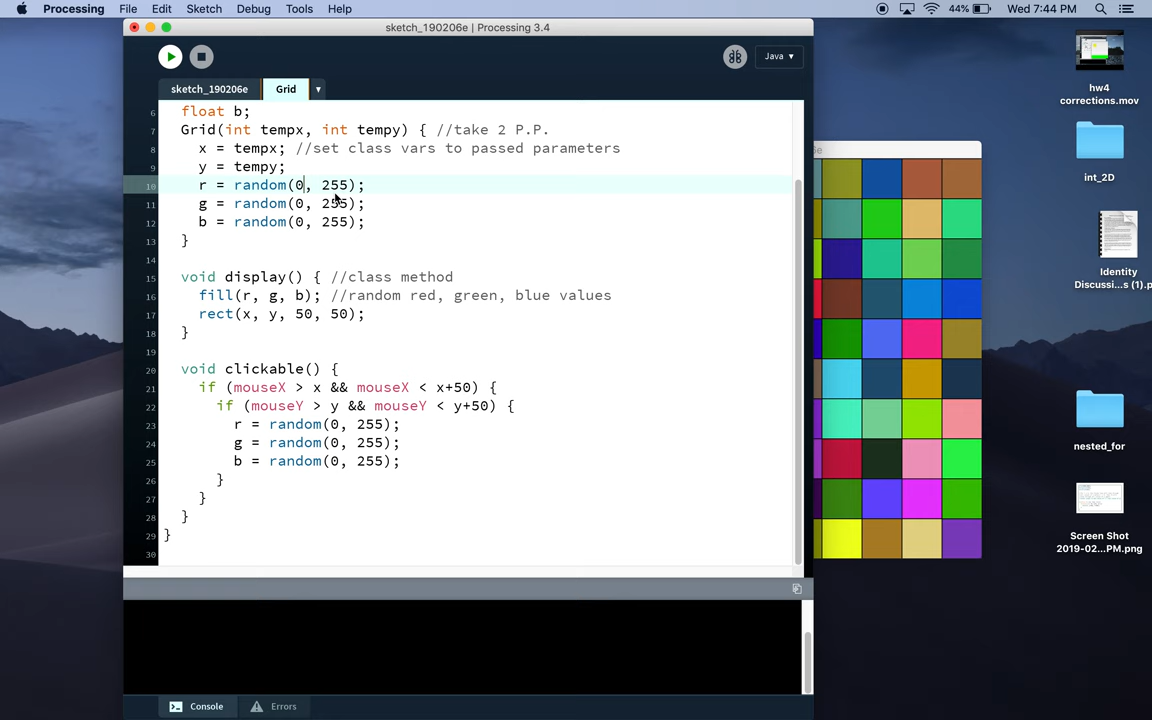 Processing File Edit Sketch Debug Tools Help 44% Wed 7:44 PM
sketch_190206e | Processing 3.4
Java ▾
sketch_190206e Grid ▾
6 float b;
7 Grid(int tempx, int tempy) { //take 2 P.P.
8 x = tempx; //set class vars to passed parameters
9 y = tempy;
10 r = random(0, 255);
11 g = random(0, 255);
12 b = random(0, 255);
13 }
14
15 void display() { //class method
16 fill(r, g, b); //random red, green, blue values
17 rect(x, y, 50, 50);
18 }
19
20 void clickable() {
21 if (mouseX > x && mouseX < x+50) {
22 if (mouseY > y && mouseY < y+50) {
23 r = random(0, 255);
24 g = random(0, 255);
25 b = random(0, 255);
26 }
27 }
28 }
29 }
30
Console Errors
hw4
corrections.mov
int_2D
Identity
Discussi...s (1).p
nested_for
Screen Shot
2019-02...PM.png